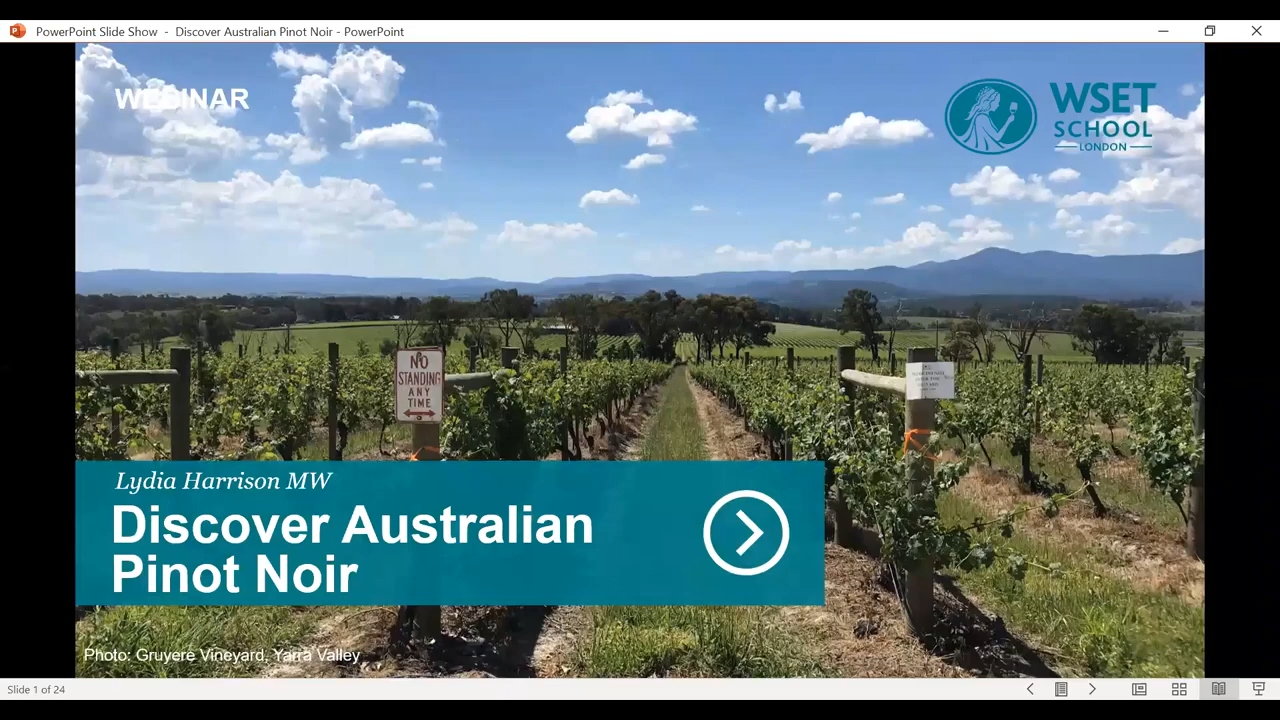 PowerPoint Slide Show - Discover Australian Pinot Noir - PowerPoint
WEBINAR
WSET
SCHOOL
LONDON
NO
STANDING
ANY
TIME
Lydia Harrison MW
Discover Australian
Pinot Noir
Photo: Gruyere Vineyard, Yarra Valley
Slide 1 of 24